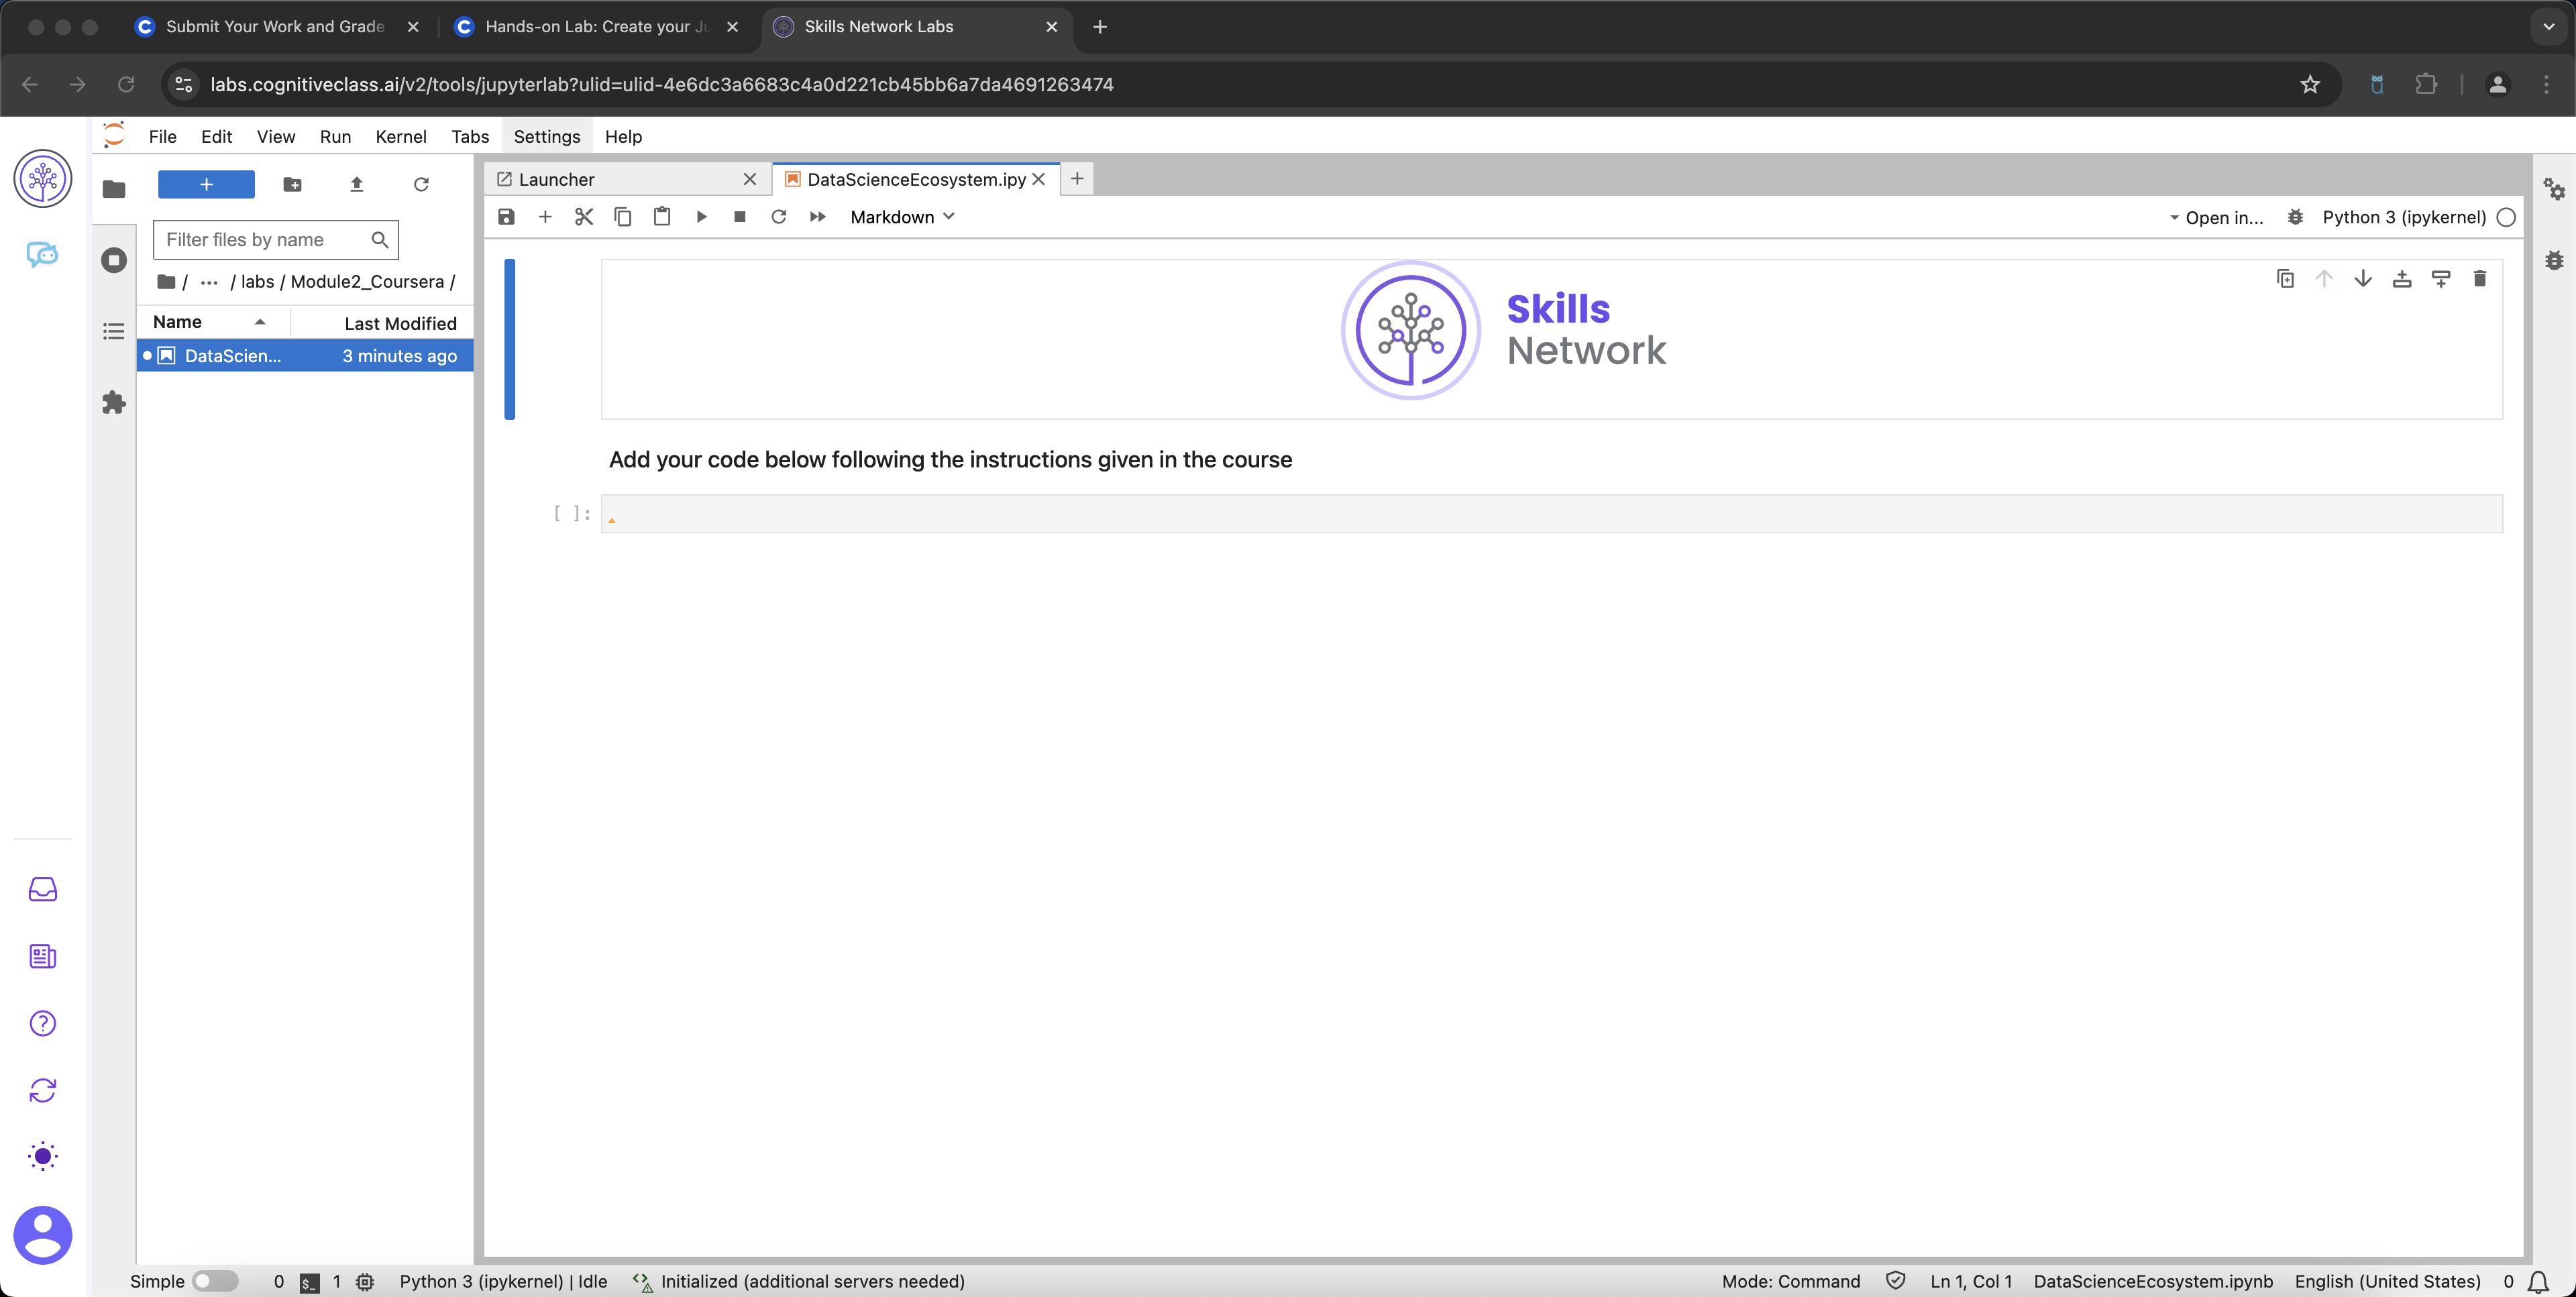 Submit Your Work and Grade
Hands-on Lab: Create your Ju
Skills Network Labs
labs.cognitiveclass.ai/v2/tools/jupyterlab?ulid=ulid-4e6dc3a6683c4a0d221cb45bb6a7da4691263474
File Edit View Run Kernel Tabs Settings Help
Launcher
DataScienceEcosystem.ipy
Markdown
Open in...
Python 3 (ipykernel)
Filter files by name
/ ... / labs / Module2_Coursera /
Name Last Modified
DataScien... 3 minutes ago
Skills
Network
Add your code below following the instructions given in the course
[ ]:
Simple 0 $_ 1 Python 3 (ipykernel) | Idle Initialized (additional servers needed) Mode: Command Ln 1, Col 1 DataScienceEcosystem.ipynb English (United States) 0